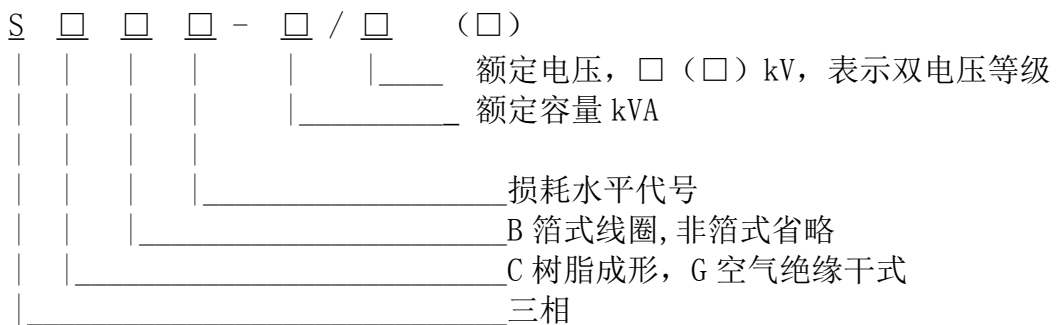 S □ □ □ - □ / □ （□）
额定电压，□（□）kV，表示双电压等级
额定容量 kVA
损耗水平代号
B 箔式线圈,非箔式省略
C 树脂成形，G 空气绝缘干式
三相